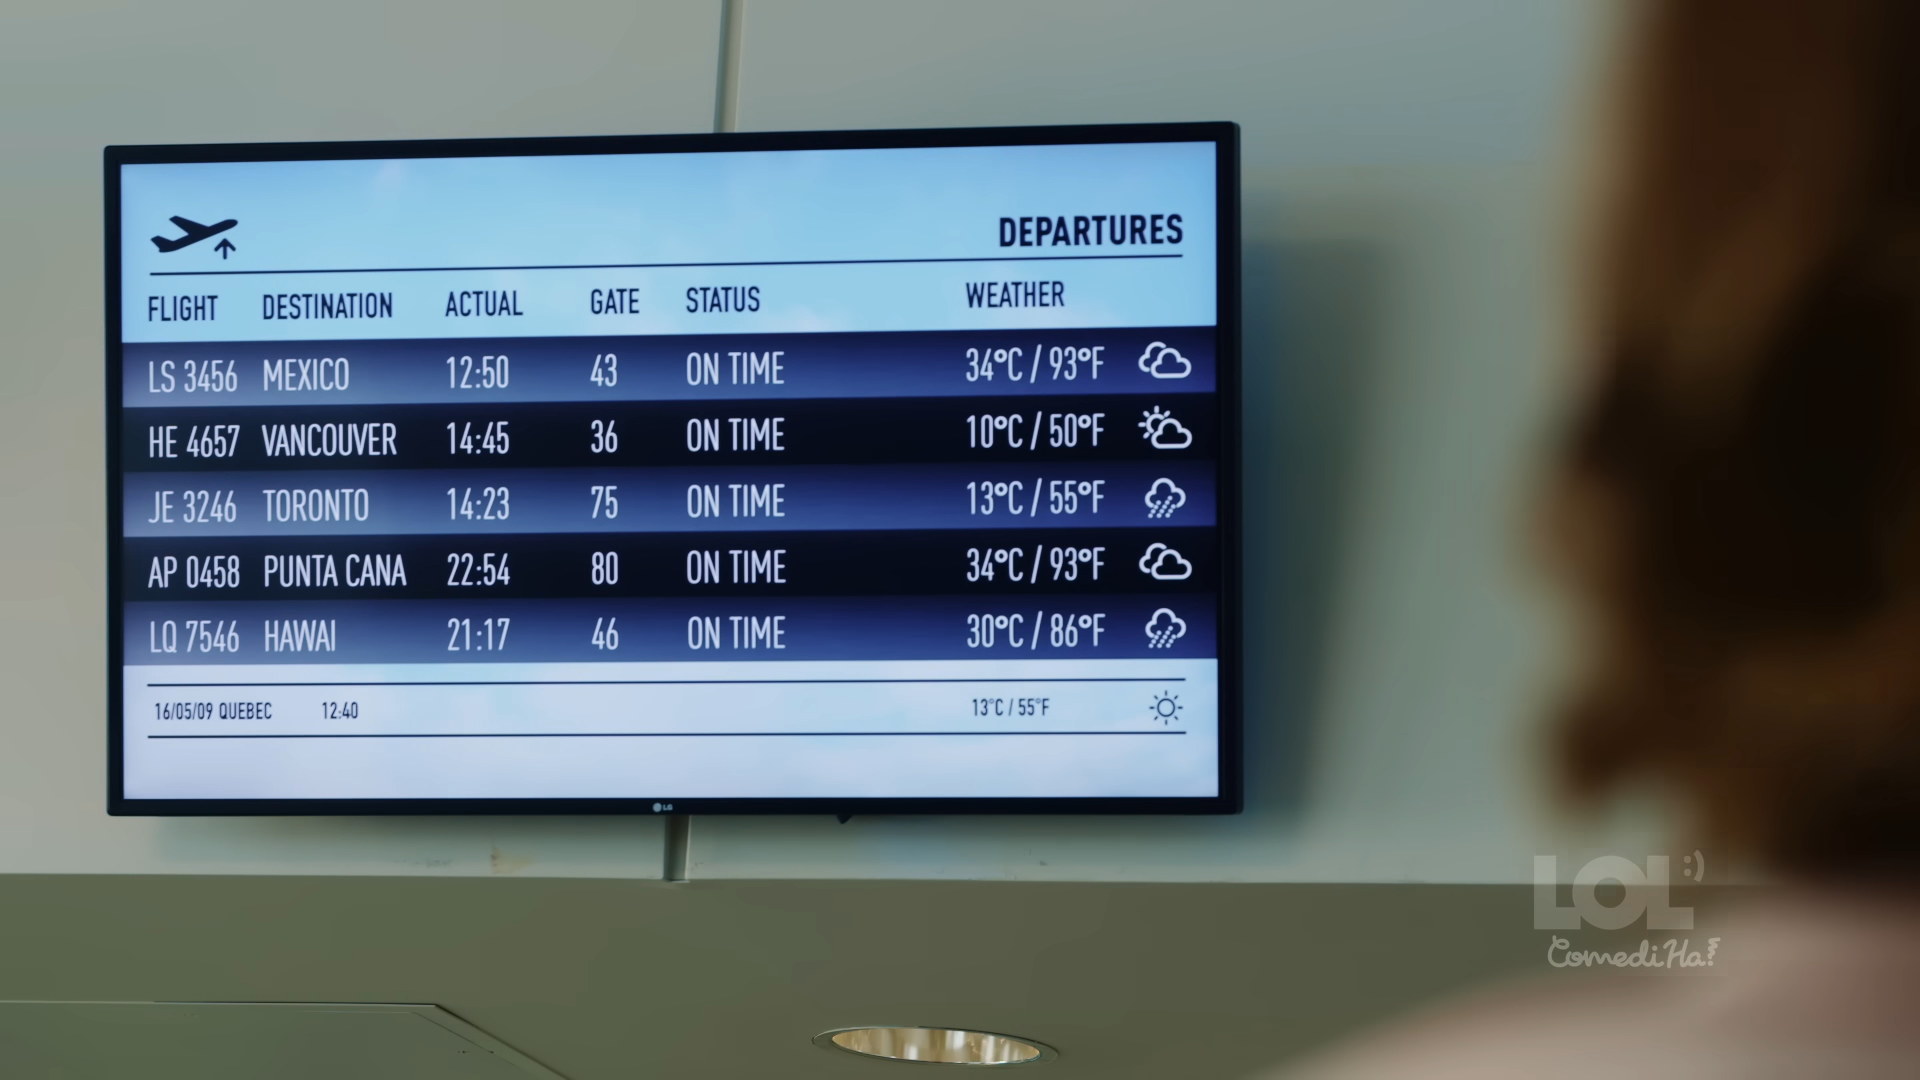 DEPARTURES
FLIGHT DESTINATION ACTUAL GATE STATUS WEATHER
LS 3456 MEXICO 12:50 43 ON TIME 34°C / 93°F
HE 4657 VANCOUVER 14:45 36 ON TIME 10°C / 50°F
JE 3246 TORONTO 14:23 75 ON TIME 13°C / 55°F
AP 0458 PUNTA CANA 22:54 80 ON TIME 34°C / 93°F
LQ 7546 HAWAI 21:17 46 ON TIME 30°C / 86°F
16/05/09 QUEBEC 12:40 13°C / 55°F
LG
LOL:)
ComediHa!